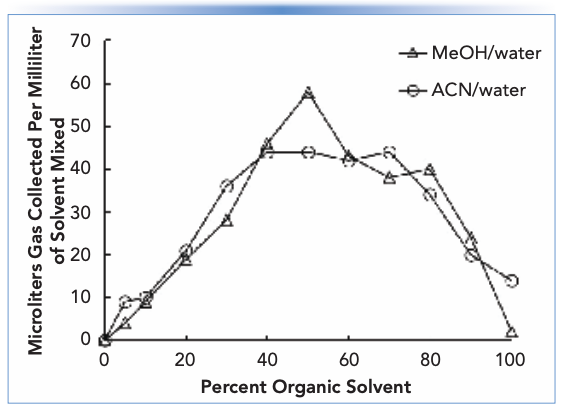 Microliters Gas Collected Per Milliliter
of Solvent Mixed
70
60
50
40
30
20
10
0
MeOH/water
ACN/water
0 20 40 60 80 100
Percent Organic Solvent